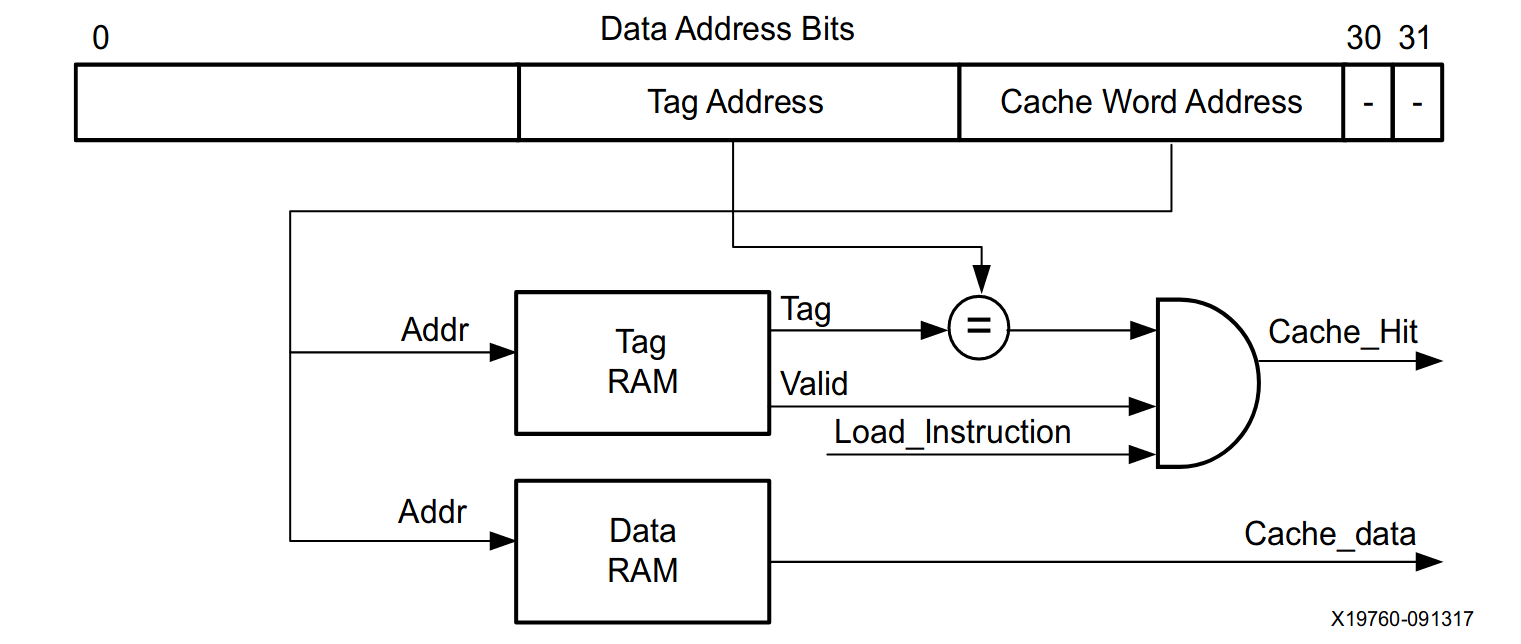 Data Address Bits
0
30
31
Tag Address
Cache Word Address
-
-
Addr
Tag
RAM
Tag
=
Cache_Hit
Valid
Load_Instruction
Addr
Data
RAM
Cache_data
X19760-091317